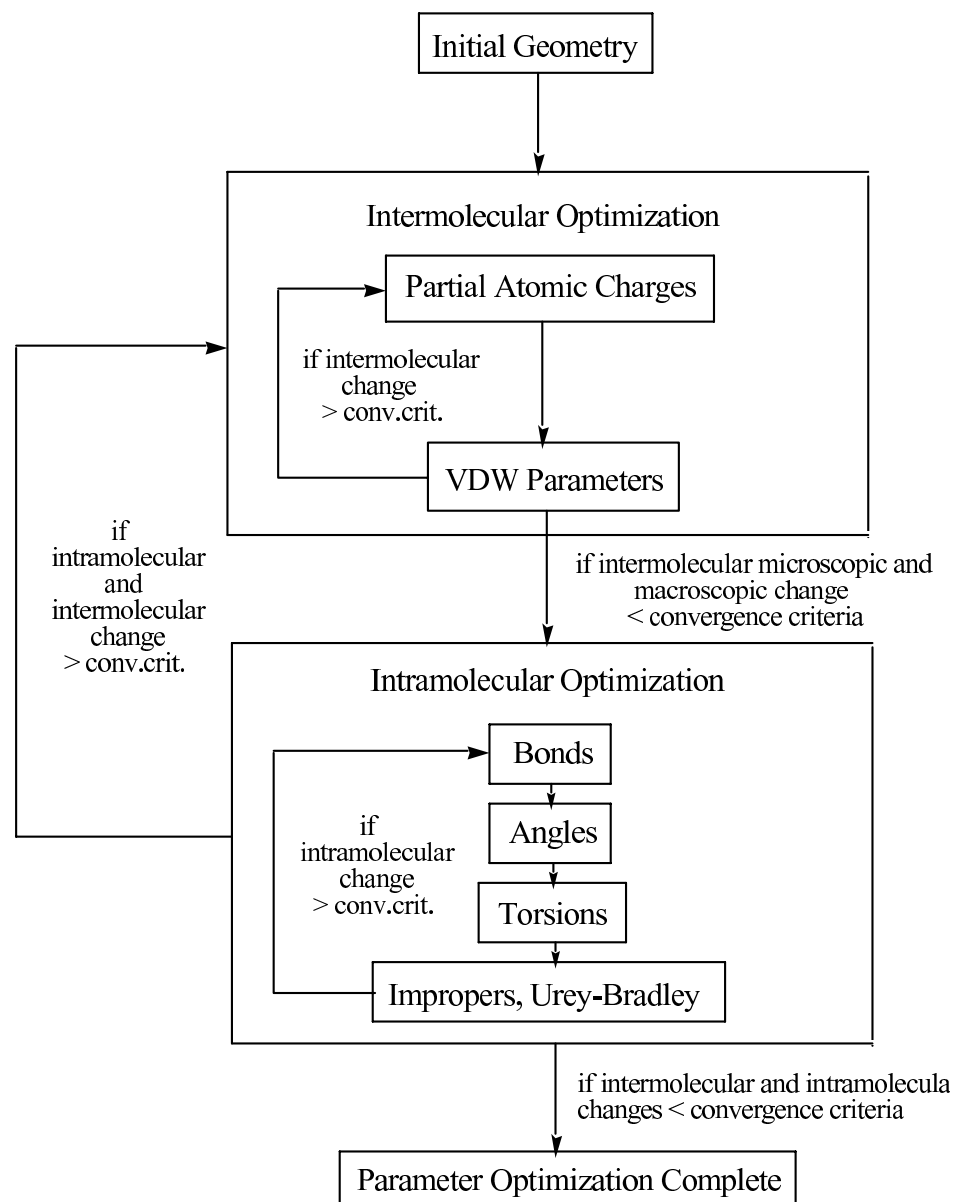 Initial Geometry
Intermolecular Optimization
Partial Atomic Charges
if intermolecular
change
> conv.crit.
VDW Parameters
if
intramolecular
and
intermolecular
change
> conv.crit.
if intermolecular microscopic and
macroscopic change
< convergence criteria
Intramolecular Optimization
Bonds
Angles
if
intramolecular
change
> conv.crit.
Torsions
Impropers, Urey-Bradley
if intermolecular and intramolecula
changes < convergence criteria
Parameter Optimization Complete